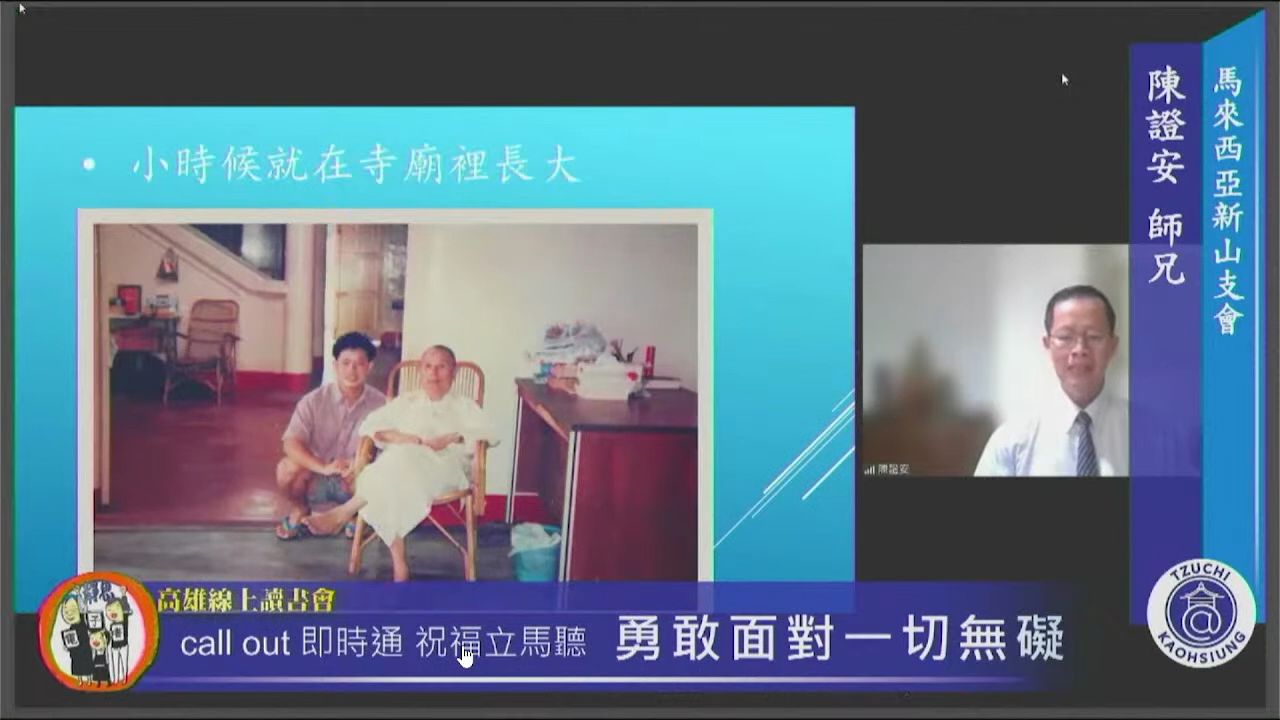 • 小時候就在寺廟裡長大
馬來西亞新山支會
陳證安 師兄
陳證安
高雄線上讀書會
call out 即時通 祝福立馬聽
勇敢面對一切無礙
TZUCHI
KAOHSIUNG